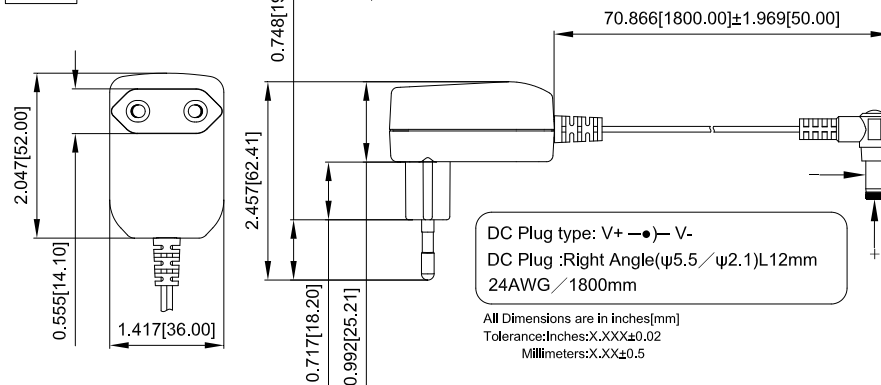 70.866[1800.00]±1.969[50.00]
2.047[52.00]
0.555[14.10]
1.417[36.00]
2.457[62.41]
0.717[18.20]
0.992[25.21]
DC Plug type: V+ —●)— V-
DC Plug :Right Angle(ψ5.5／ψ2.1)L12mm
24AWG／1800mm
All Dimensions are in inches[mm]
Tolerance:Inches:X.XXX±0.02
Millimeters:X.XX±0.5
+